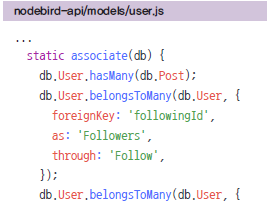 nodebird-api/models/user.js
...
static associate(db) {
db.User.hasMany(db.Post);
db.User.belongsToMany(db.User, {
foreignKey: 'followingId',
as: 'Followers',
through: 'Follow',
});
db.User.belongsToMany(db.User, {